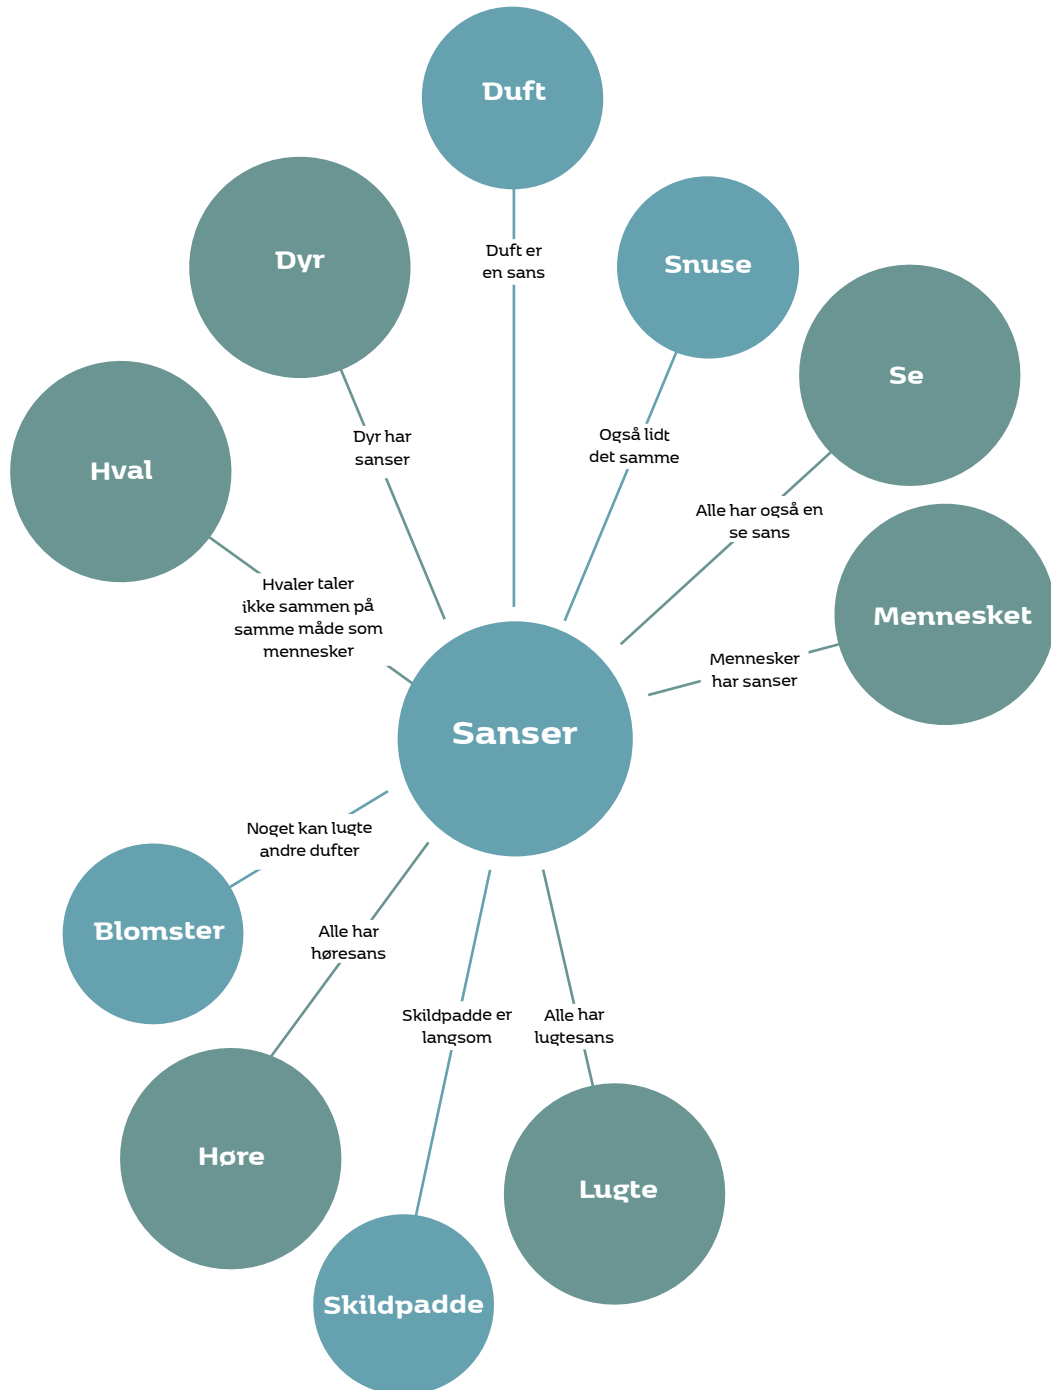 Duft
Duft er
en sans
Dyr
Dyr har
sanser
Snuse
Også lidt
det samme
Se
Alle har også en
se sans
Hval
Hvaler taler
ikke sammen på
samme måde som
mennesker
Mennesket
Mennesker
har sanser
Sanser
Noget kan lugte
andre dufter
Blomster
Alle har
høresans
Høre
Skildpadde er
langsom
Skildpadde
Alle har
lugtesans
Lugte